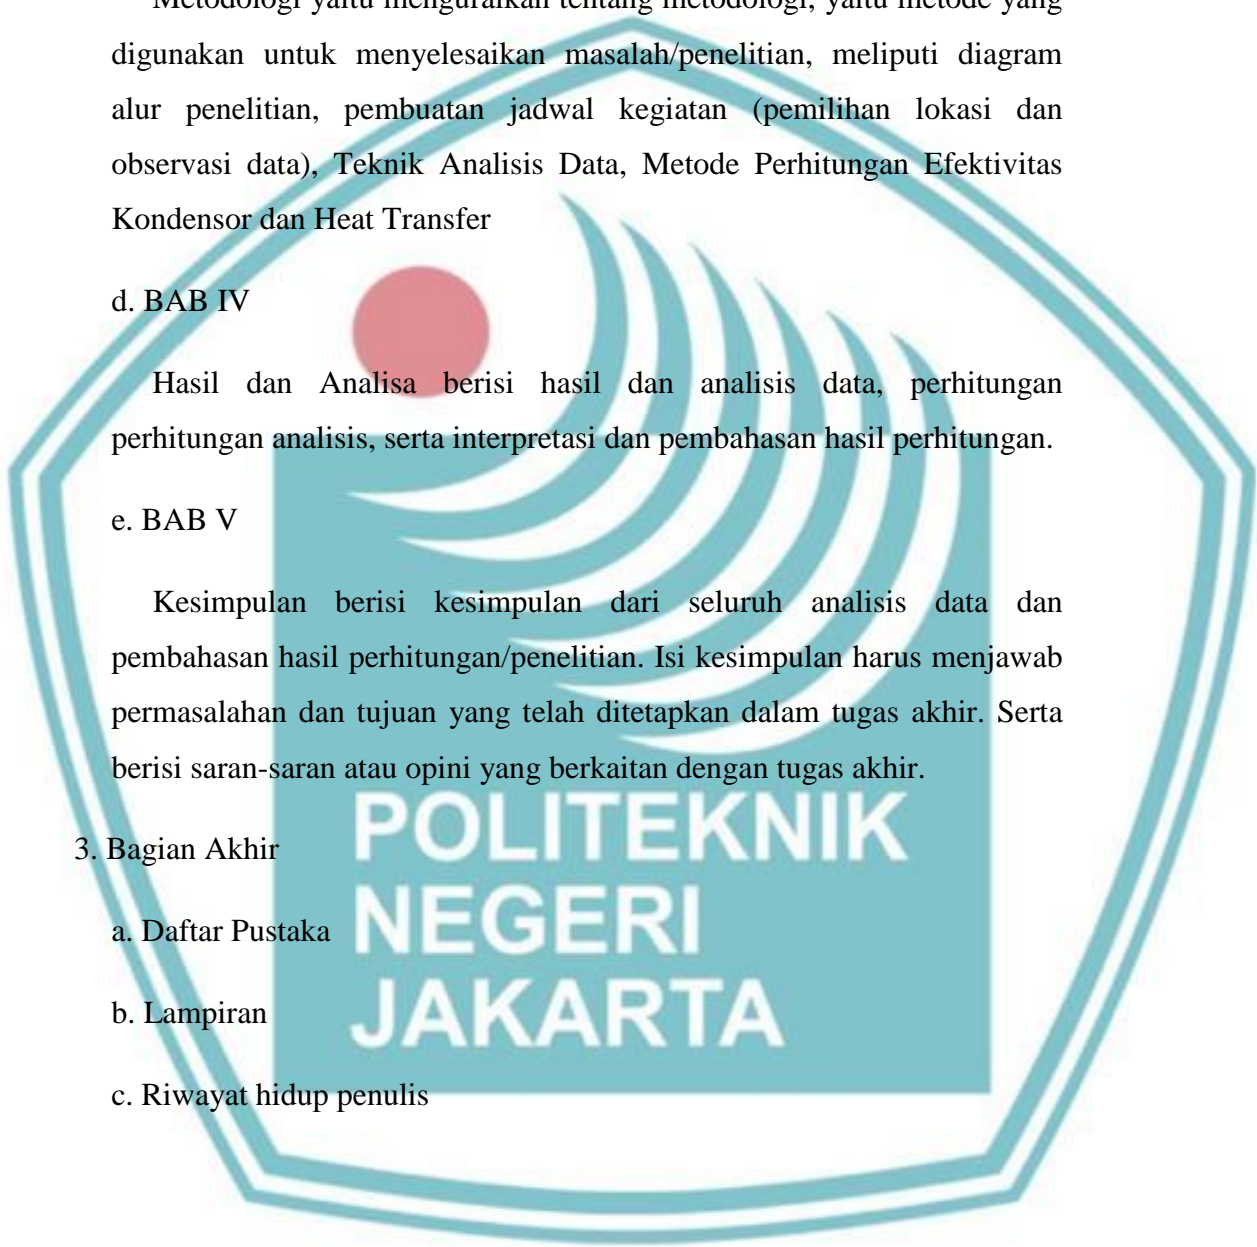 Metodologi yaitu menguraikan tentang metodologi, yaitu metode yang
digunakan untuk menyelesaikan masalah/penelitian, meliputi diagram
alur penelitian, pembuatan jadwal kegiatan (pemilihan lokasi dan
observasi data), Teknik Analisis Data, Metode Perhitungan Efektivitas
Kondensor dan Heat Transfer
d. BAB IV
Hasil dan Analisa berisi hasil dan analisis data, perhitungan
perhitungan analisis, serta interpretasi dan pembahasan hasil perhitungan.
e. BAB V
Kesimpulan berisi kesimpulan dari seluruh analisis data dan
pembahasan hasil perhitungan/penelitian. Isi kesimpulan harus menjawab
permasalahan dan tujuan yang telah ditetapkan dalam tugas akhir. Serta
berisi saran-saran atau opini yang berkaitan dengan tugas akhir.
3. Bagian Akhir
a. Daftar Pustaka
b. Lampiran
c. Riwayat hidup penulis
POLITEKNIK
NEGERI
JAKARTA